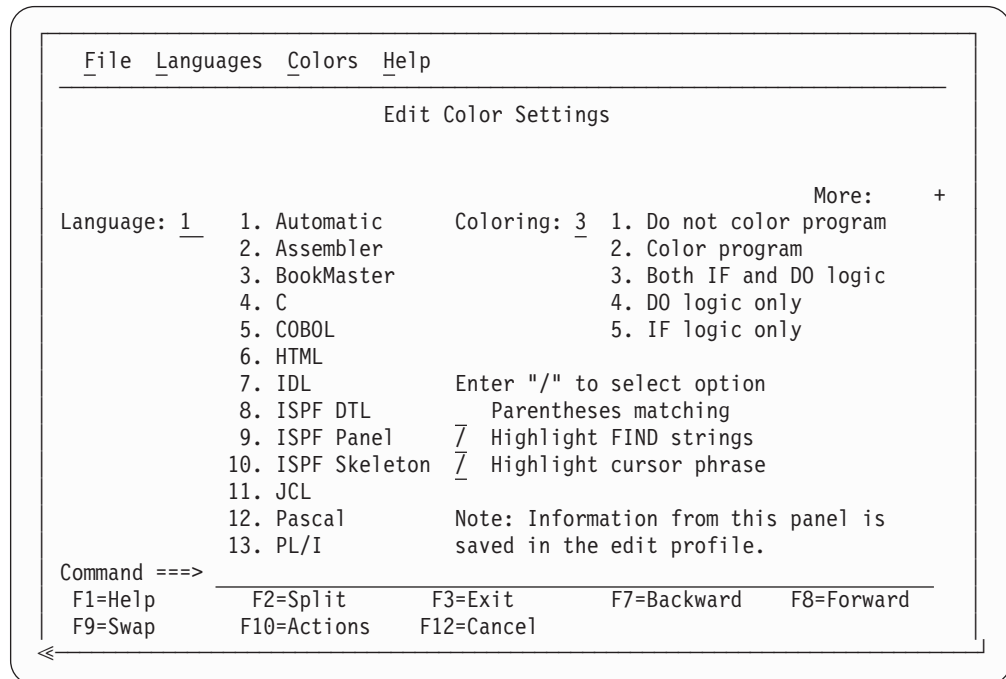 File Languages Colors Help
Edit Color Settings
More: +
Language: 1 1. Automatic Coloring: 3 1. Do not color program
2. Assembler 2. Color program
3. BookMaster 3. Both IF and DO logic
4. C 4. DO logic only
5. COBOL 5. IF logic only
6. HTML
7. IDL Enter "/" to select option
8. ISPF DTL _ Parentheses matching
9. ISPF Panel / Highlight FIND strings
10. ISPF Skeleton / Highlight cursor phrase
11. JCL
12. Pascal Note: Information from this panel is
13. PL/I saved in the edit profile.
Command ===>
F1=Help F2=Split F3=Exit F7=Backward F8=Forward
F9=Swap F10=Actions F12=Cancel